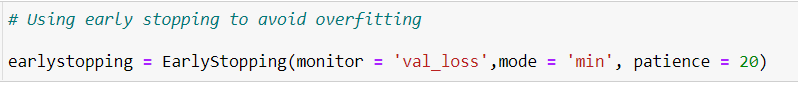 # Using early stopping to avoid overfitting
earlystopping = EarlyStopping(monitor = 'val_loss',mode = 'min', patience = 20)